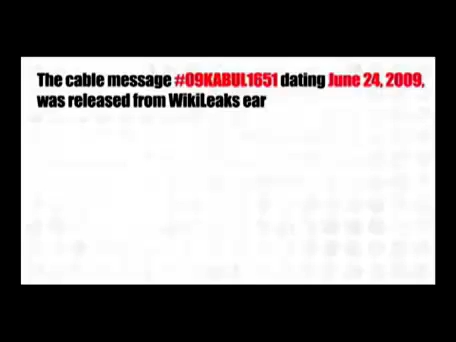 The cable message #09KABUL1651 dating June 24, 2009,
was released from WikiLeaks ear